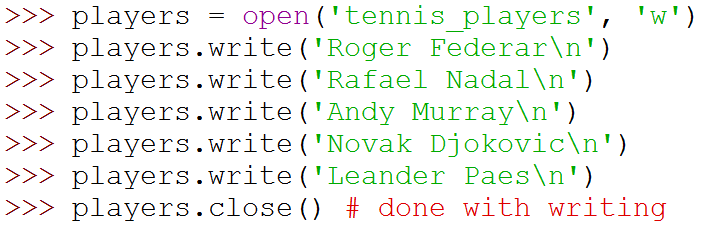 >>> players = open('tennis_players', 'w')
>>> players.write('Roger Federar\n')
>>> players.write('Rafael Nadal\n')
>>> players.write('Andy Murray\n')
>>> players.write('Novak Djokovic\n')
>>> players.write('Leander Paes\n')
>>> players.close() # done with writing